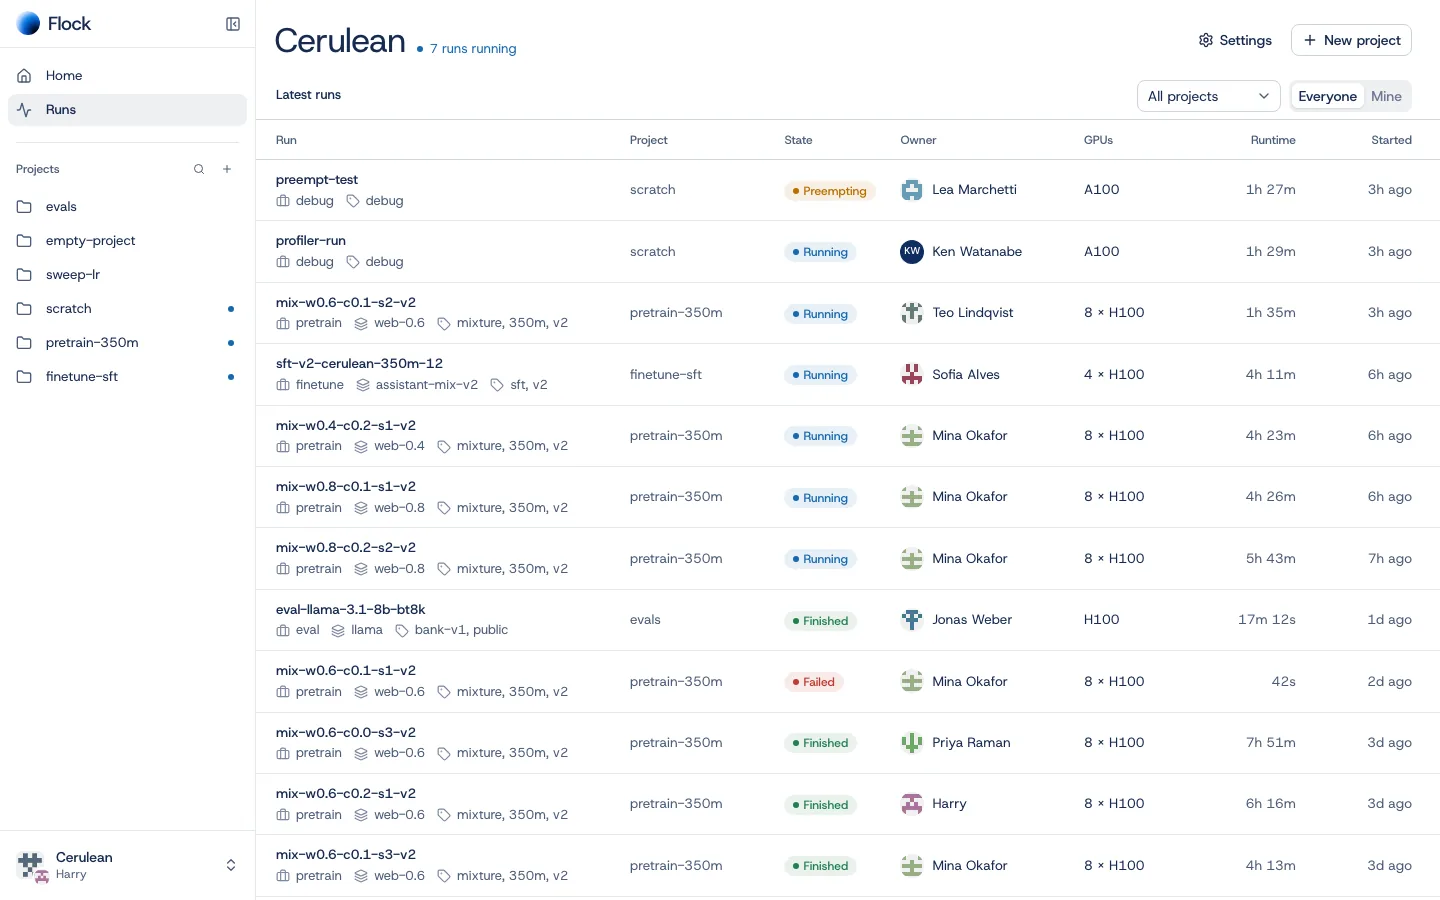 Flock
Home
Runs
Projects
evals
empty-project
sweep-lr
scratch
pretrain-350m
finetune-sft
Cerulean
Harry
Cerulean 7 runs running
Settings New project
Latest runs All projects Everyone Mine
Run Project State Owner GPUs Runtime Started
preempt-test
debug debug scratch Preempting Lea Marchetti A100 1h 27m 3h ago
profiler-run
debug debug scratch Running KW Ken Watanabe A100 1h 29m 3h ago
mix-w0.6-c0.1-s2-v2
pretrain web-0.6 mixture, 350m, v2 pretrain-350m Running Teo Lindqvist 8 × H100 1h 35m 3h ago
sft-v2-cerulean-350m-12
finetune assistant-mix-v2 sft, v2 finetune-sft Running Sofia Alves 4 × H100 4h 11m 6h ago
mix-w0.4-c0.2-s1-v2
pretrain web-0.4 mixture, 350m, v2 pretrain-350m Running Mina Okafor 8 × H100 4h 23m 6h ago
mix-w0.8-c0.1-s1-v2
pretrain web-0.8 mixture, 350m, v2 pretrain-350m Running Mina Okafor 8 × H100 4h 26m 6h ago
mix-w0.8-c0.2-s2-v2
pretrain web-0.8 mixture, 350m, v2 pretrain-350m Running Mina Okafor 8 × H100 5h 43m 7h ago
eval-llama-3.1-8b-bt8k
eval llama bank-v1, public evals Finished Jonas Weber H100 17m 12s 1d ago
mix-w0.6-c0.1-s1-v2
pretrain web-0.6 mixture, 350m, v2 pretrain-350m Failed Mina Okafor 8 × H100 42s 2d ago
mix-w0.6-c0.0-s3-v2
pretrain web-0.6 mixture, 350m, v2 pretrain-350m Finished Priya Raman 8 × H100 7h 51m 3d ago
mix-w0.6-c0.2-s1-v2
pretrain web-0.6 mixture, 350m, v2 pretrain-350m Finished Harry 8 × H100 6h 16m 3d ago
mix-w0.6-c0.1-s3-v2
pretrain web-0.6 mixture, 350m, v2 pretrain-350m Finished Mina Okafor 8 × H100 4h 13m 3d ago